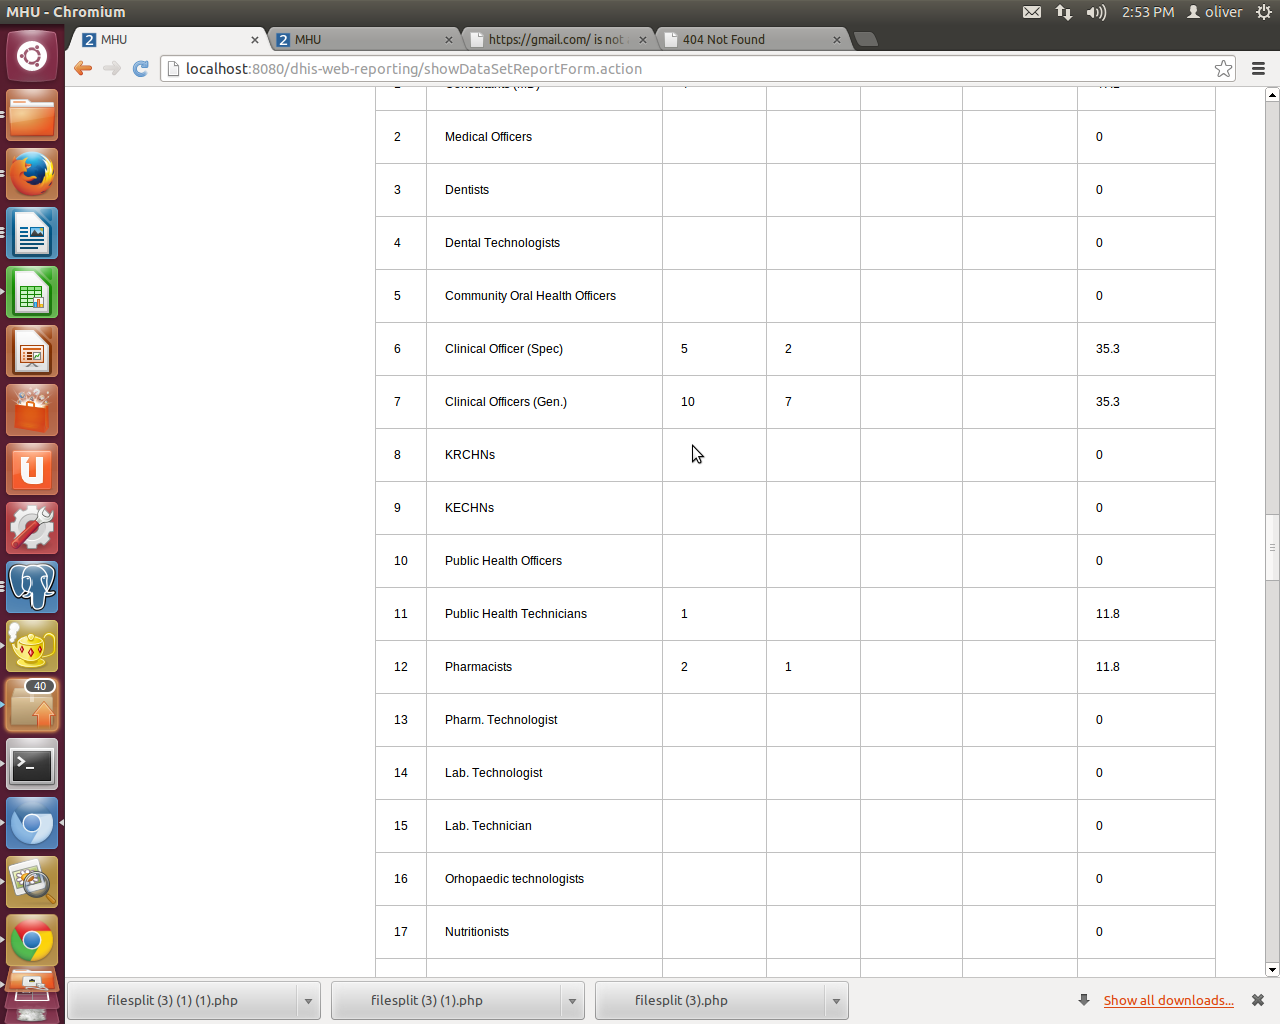 MHU - Chromium
2:53 PM oliver
2 MHU
2 MHU
https://gmail.com/ is not
404 Not Found
localhost:8080/dhis-web-reporting/showDataSetReportForm.action
2 Medical Officers 0
3 Dentists 0
4 Dental Technologists 0
5 Community Oral Health Officers 0
6 Clinical Officer (Spec) 5 2 35.3
7 Clinical Officers (Gen.) 10 7 35.3
8 KRCHNs 0
9 KECHNs 0
10 Public Health Officers 0
11 Public Health Technicians 1 11.8
12 Pharmacists 2 1 11.8
13 Pharm. Technologist 0
14 Lab. Technologist 0
15 Lab. Technician 0
16 Orhopaedic technologists 0
17 Nutritionists 0
40
filesplit (3) (1) (1).php
filesplit (3) (1).php
filesplit (3).php
Show all downloads...